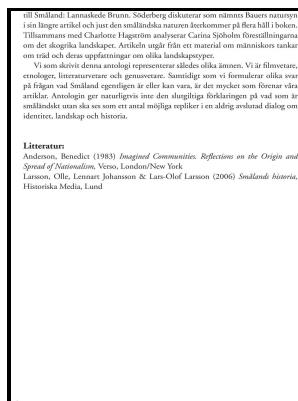 till Småland: Lannaskede Brunn. Söderberg diskuterar som nämnts Bauers natursyn
i sin längre artikel och just den småländska naturen återkommer på flera håll i boken.
Tillsammans med Charlotte Hagström analyserar Carina Sjöholm föreställningarna
om det skogrika landskapet. Artikeln utgår från ett material om människors tankar
om träd och deras uppfattningar om olika landskapstyper.
Vi som skrivit denna antologi representerar således olika ämnen. Vi är filmvetare,
etnologer, litteraturvetare och genusvetare. Samtidigt som vi formulerar olika svar
på frågan vad Småland egentligen är eller kan vara, är det mycket som förenar våra
artiklar. Antologin ger naturligtvis inte den slutgiltiga förklaringen på vad som är
småländskt utan ska ses som ett antal möjliga repliker i en aldrig avslutad dialog om
identitet, landskap och historia.
Litteratur:
Anderson, Benedict (1983) Imagined Communities. Reflections on the Origin and
Spread of Nationalism, Verso, London/New York
Larsson, Olle, Lennart Johansson & Lars-Olof Larsson (2006) Smålands historia,
Historiska Media, Lund